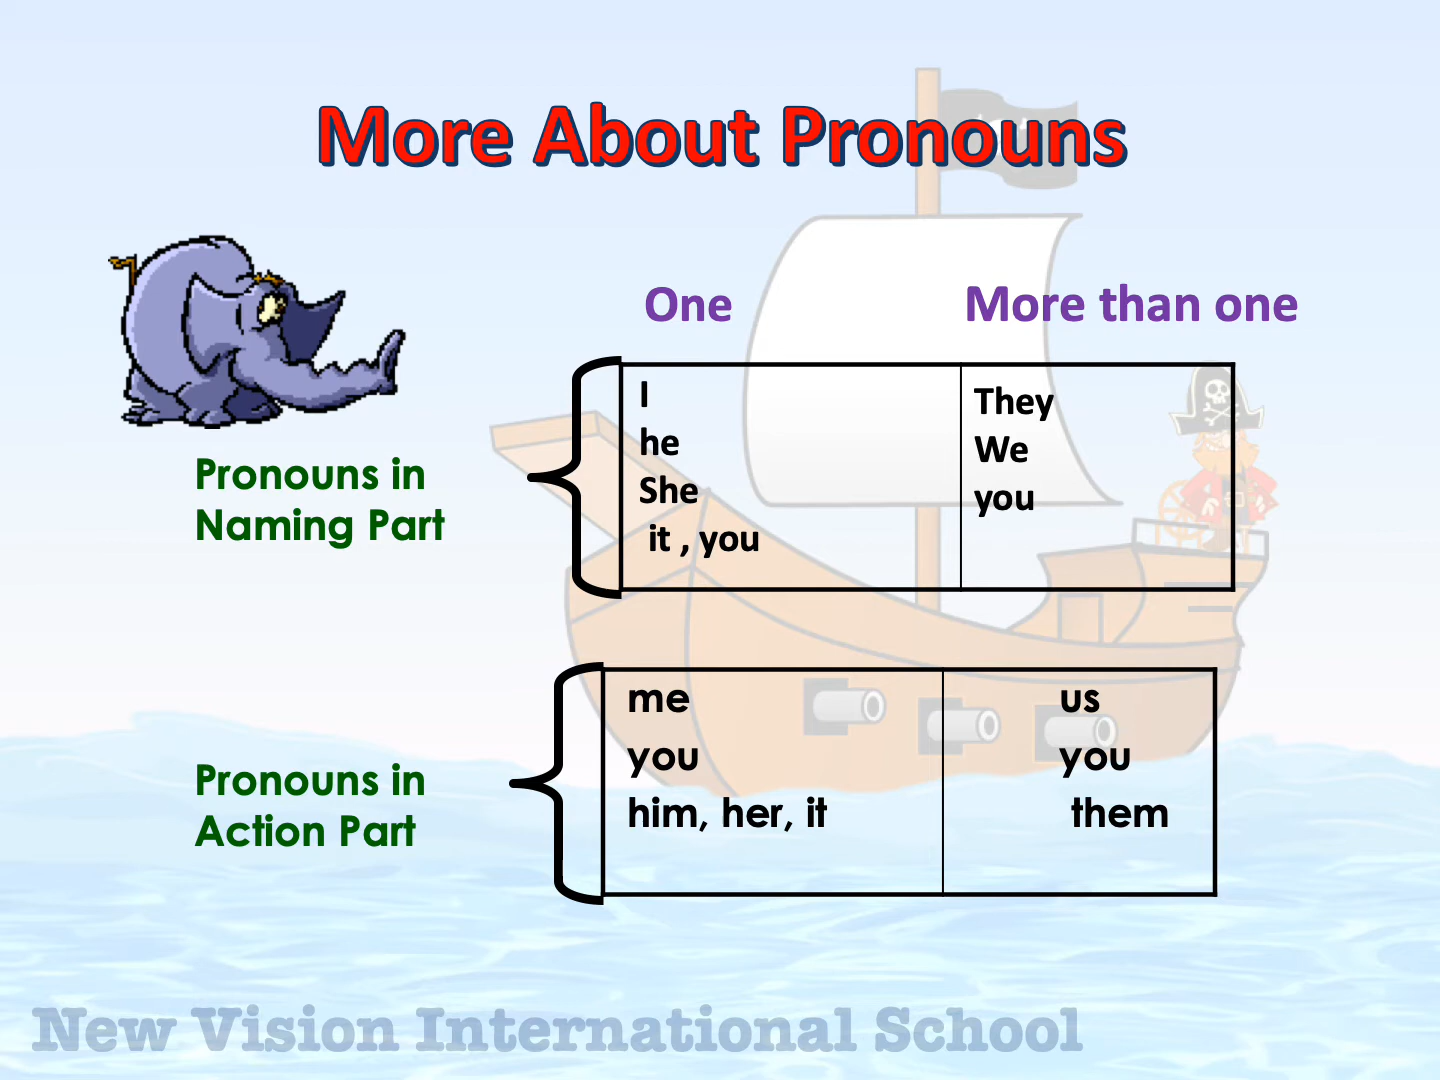 More About Pronouns
One
More than one
Pronouns in
Naming Part
I
he
She
it , you
They
We
you
Pronouns in
Action Part
me
you
him, her, it
us
you
them
New Vision International School